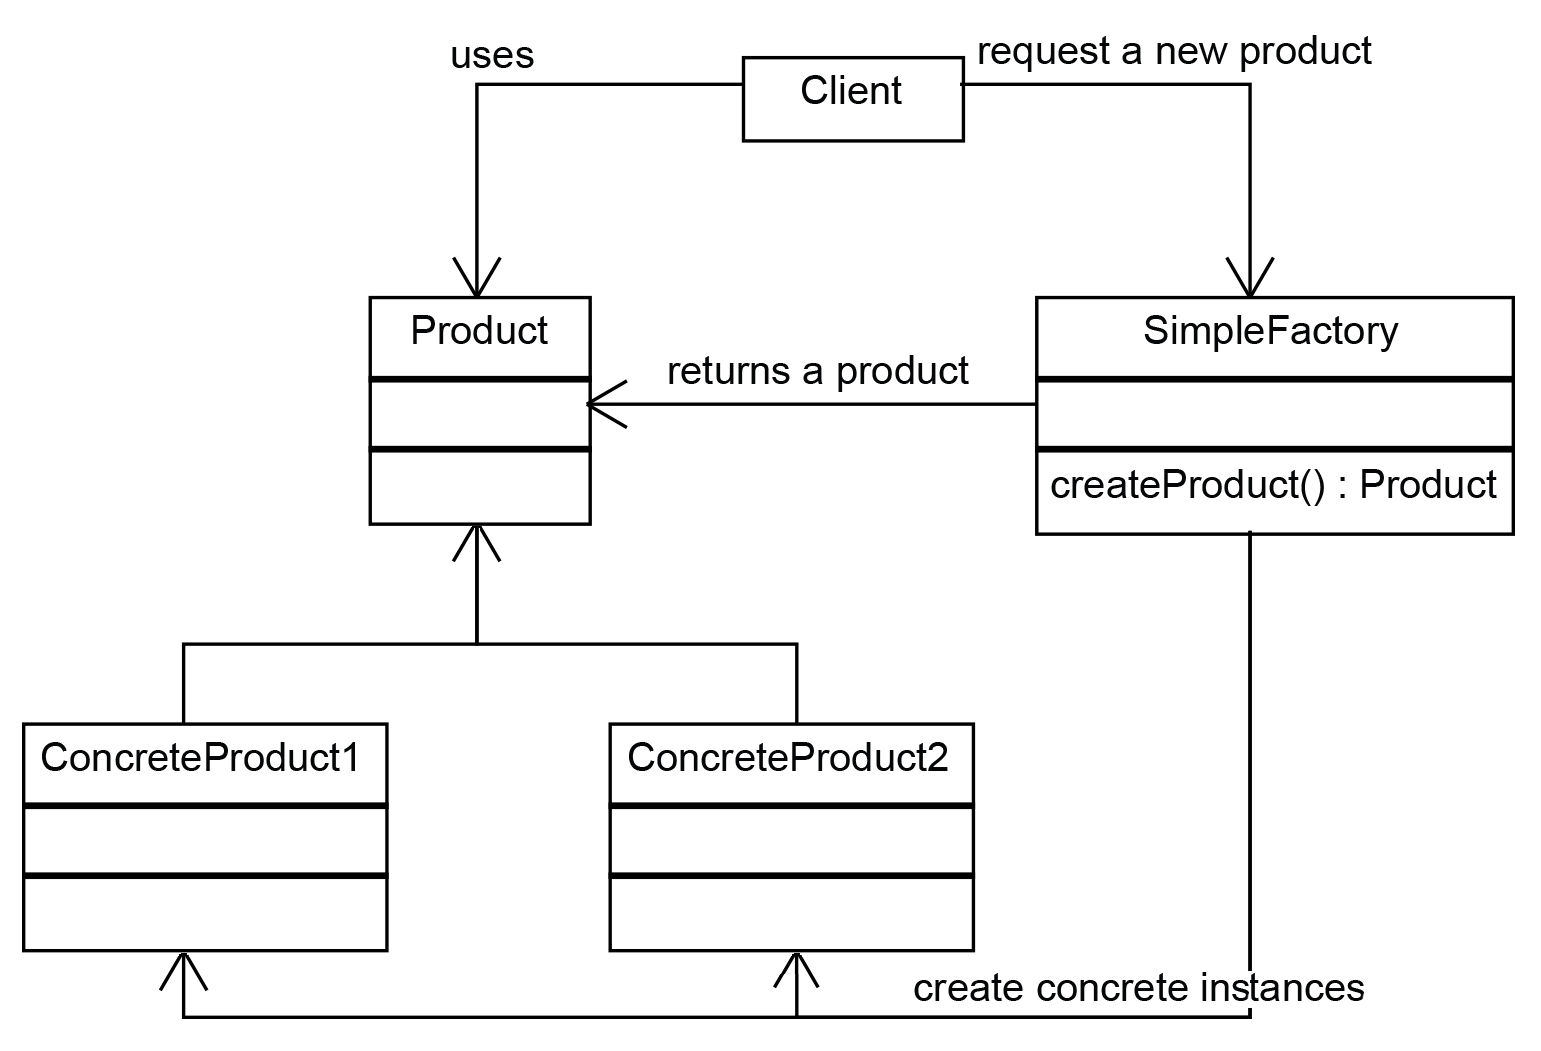 uses
Client
request a new product
Product
returns a product
SimpleFactory
createProduct() : Product
ConcreteProduct1
ConcreteProduct2
create concrete instances